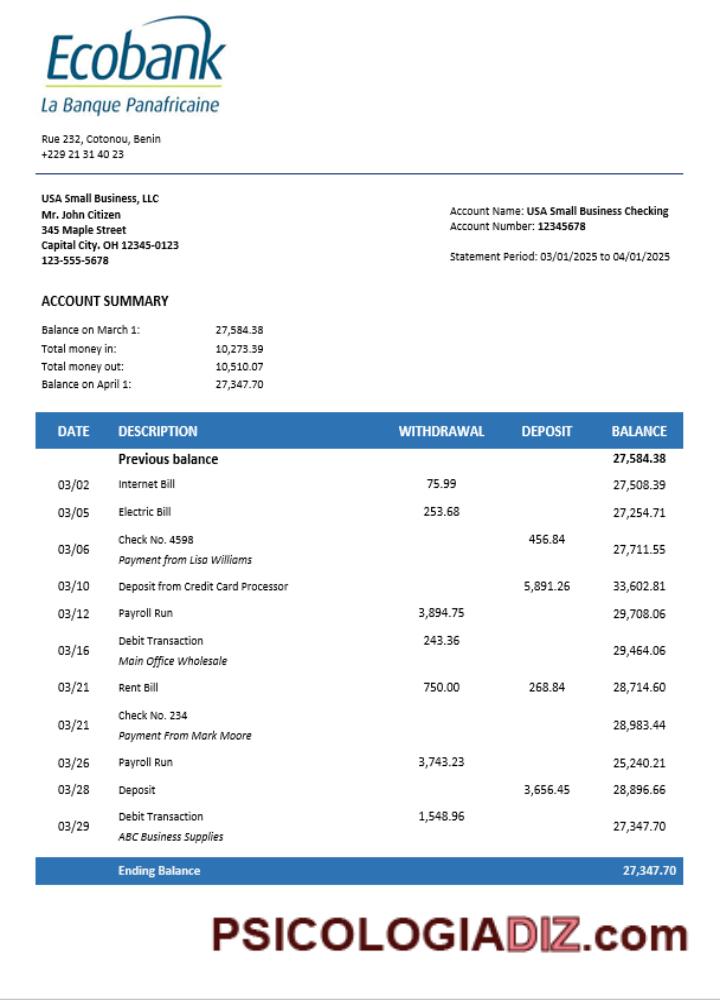 Ecobank
La Banque Panafricaine
Rue 232, Cotonou, Benin
+229 21 31 40 23
USA Small Business, LLC
Mr. John Citizen
345 Maple Street
Capital City. OH 12345-0123
123-555-5678
Account Name: USA Small Business Checking
Account Number: 12345678
Statement Period: 03/01/2025 to 04/01/2025
ACCOUNT SUMMARY
Balance on March 1: 27,584.38
Total money in: 10,273.39
Total money out: 10,510.07
Balance on April 1: 27,347.70
DATE DESCRIPTION WITHDRAWAL DEPOSIT BALANCE
Previous balance 27,584.38
03/02 Internet Bill 75.99 27,508.39
03/05 Electric Bill 253.68 27,254.71
03/06 Check No. 4598 456.84 27,711.55
Payment from Lisa Williams
03/10 Deposit from Credit Card Processor 5,891.26 33,602.81
03/12 Payroll Run 3,894.75 29,708.06
03/16 Debit Transaction 243.36 29,464.06
Main Office Wholesale
03/21 Rent Bill 750.00 268.84 28,714.60
03/21 Check No. 234 28,983.44
Payment From Mark Moore
03/26 Payroll Run 3,743.23 25,240.21
03/28 Deposit 3,656.45 28,896.66
03/29 Debit Transaction 1,548.96 27,347.70
ABC Business Supplies
Ending Balance 27,347.70
PSICOLOGIADIZ.com